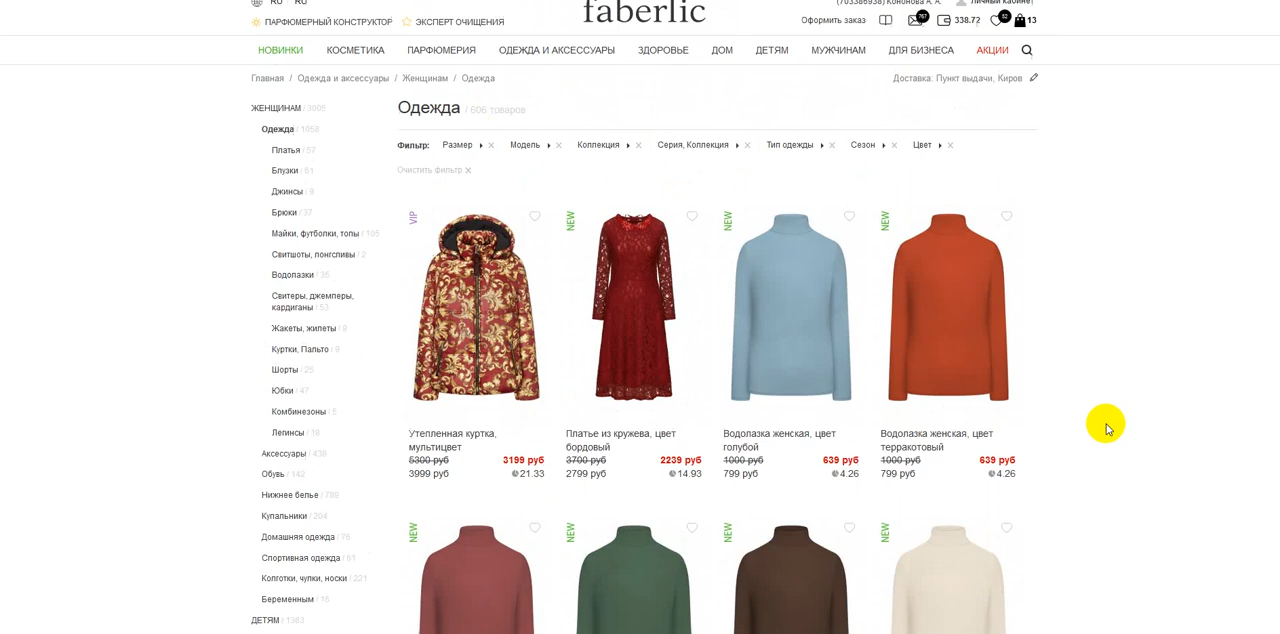 RU RU
(703386938) Кононова А. А. Личный кабинет
ПАРФЮМЕРНЫЙ КОНСТРУКТОР ЭКСПЕРТ ОЧИЩЕНИЯ
faberlic
Оформить заказ 767 338.72 52 13
НОВИНКИ КОСМЕТИКА ПАРФЮМЕРИЯ ОДЕЖДА И АКСЕССУАРЫ ЗДОРОВЬЕ ДОМ ДЕТЯМ МУЖЧИНАМ ДЛЯ БИЗНЕСА АКЦИИ
Главная / Одежда и аксессуары / Женщинам / Одежда
Доставка: Пункт выдачи, Киров
ЖЕНЩИНАМ / 3005
Одежда / 1058
Платья / 57
Блузки / 61
Джинсы / 9
Брюки / 37
Майки, футболки, топы / 105
Свитшоты, лонгсливы / 2
Водолазки / 35
Свитеры, джемперы,
кардиганы / 53
Жакеты, жилеты / 9
Куртки, Пальто / 9
Шорты / 25
Юбки / 47
Комбинезоны / 5
Легинсы / 19
Аксессуары / 438
Обувь / 142
Нижнее белье / 789
Купальники / 204
Домашняя одежда / 76
Спортивная одежда / 61
Колготки, чулки, носки / 221
Беременным / 16
ДЕТЯМ / 1383
Одежда / 606 товаров
Фильтр: Размер Модель Коллекция Серия, Коллекция Тип одежды Сезон Цвет
Очистить фильтр
VIP
NEW
NEW
NEW
Утепленная куртка,
мультицвет
5300 руб 3199 руб
3999 руб 21.33
Платье из кружева, цвет
бордовый
3700 руб 2239 руб
2799 руб 14.93
Водолазка женская, цвет
голубой
1000 руб 639 руб
799 руб 4.26
Водолазка женская, цвет
терракотовый
1000 руб 639 руб
799 руб 4.26
NEW
NEW
NEW
NEW